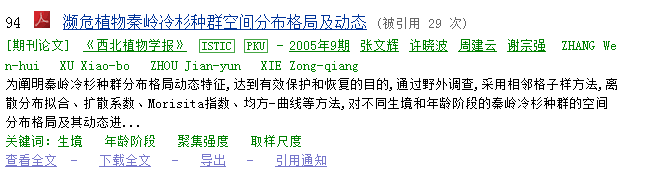 94 濒危植物秦岭冷杉种群空间分布格局及动态 (被引用 29 次)
[期刊论文] 《西北植物学报》 ISTIC PKU - 2005年9期 张文辉 许晓波 周建云 谢宗强 ZHANG We
n-hui XU Xiao-bo ZHOU Jian-yun XIE Zong-qiang
为阐明秦岭冷杉种群分布格局动态特征,达到有效保护和恢复的目的,通过野外调查,采用相邻格子样方法,离
散分布拟合、扩散系数、Morisita指数、均方-曲线等方法,对不同生境和年龄阶段的秦岭冷杉种群的空间
分布格局及其动态进...
关键词: 生境 年龄阶段 聚集强度 取样尺度
查看全文 - 下载全文 - 导出 - 引用通知